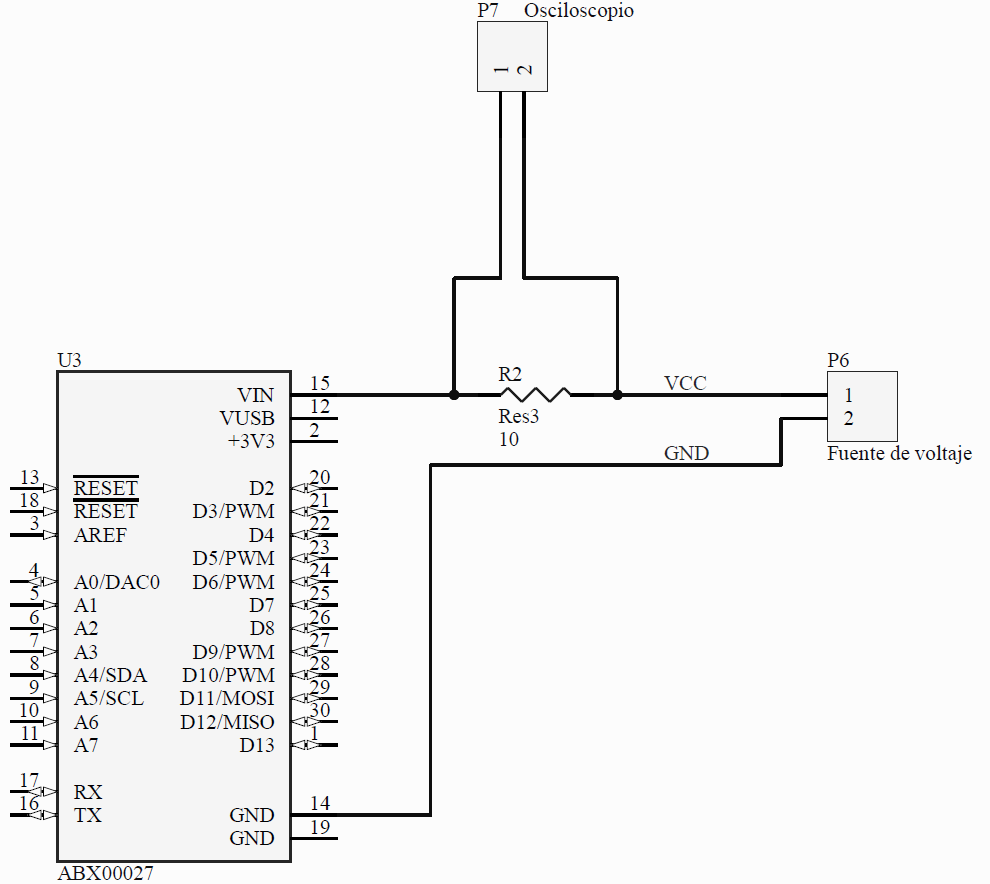 P7 Osciloscopio
1 2
U3
P6
R2
VCC
VIN 15
1
Res3
VUSB 12
2
10
+3V3 2
GND
Fuente de voltaje
13 RESET
D2 20
18 RESET
D3/PWM 21
3 AREF
D4 22
D5/PWM 23
4 A0/DAC0
D6/PWM 24
5 A1
D7 25
6 A2
D8 26
7 A3
D9/PWM 27
8 A4/SDA
D10/PWM 28
9 A5/SCL
D11/MOSI 29
10 A6
D12/MISO 30
11 A7
D13 1
17 RX
16 TX
GND 14
GND 19
ABX00027